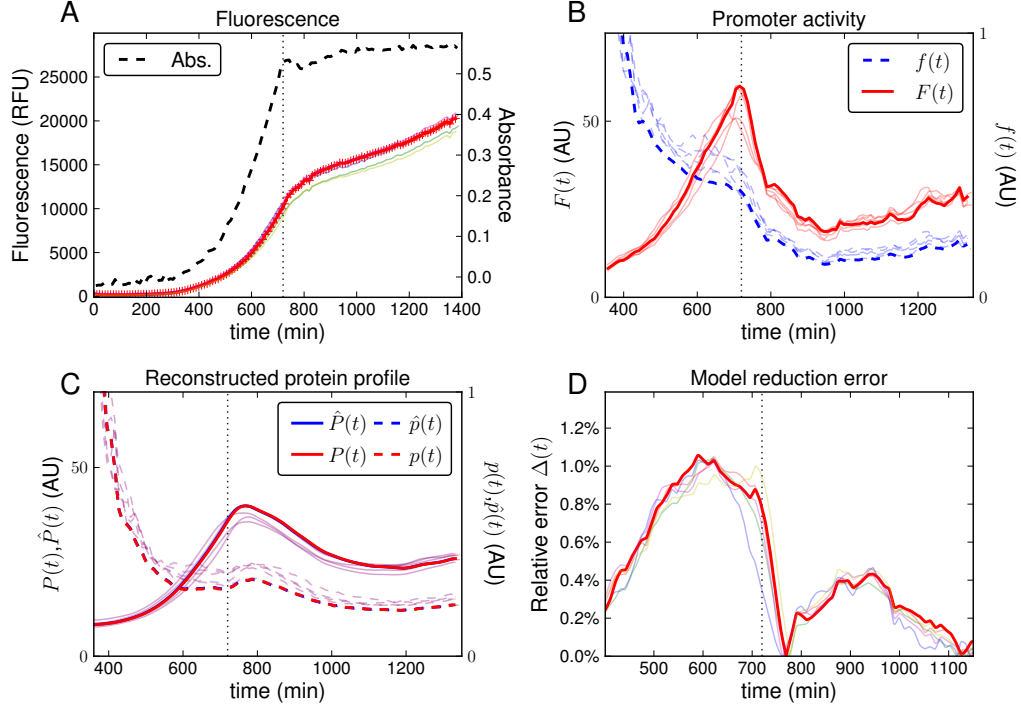 A
Fluorescence
Abs.
Fluorescence (RFU)
0
5000
10000
15000
20000
25000
0.0
0.1
0.2
0.3
0.4
0.5
Absorbance
0 200 400 600 800 1000 1200 1400
time (min)
B
Promoter activity
f(t)
F(t)
F(t) (AU)
0
50
0
1
f(t) (AU)
400 600 800 1000 1200
time (min)
C
Reconstructed protein profile
P̂(t) p̂(t)
P(t) p(t)
P(t),P̂(t) (AU)
0
50
0
1
p(t),p̂(t) (AU)
400 600 800 1000 1200
time (min)
D
Model reduction error
Relative error Δ(t)
0.0%
0.2%
0.4%
0.6%
0.8%
1.0%
1.2%
500 600 700 800 900 1000 1100
time (min)